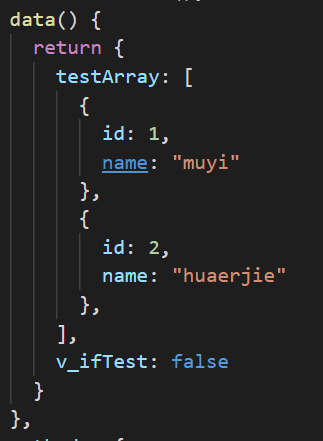 data() {
  return {
    testArray: [
      {
        id: 1,
        name: "muyi"
      },
      {
        id: 2,
        name: "huaerjie"
      },
    ],
    v_ifTest: false
  }
},